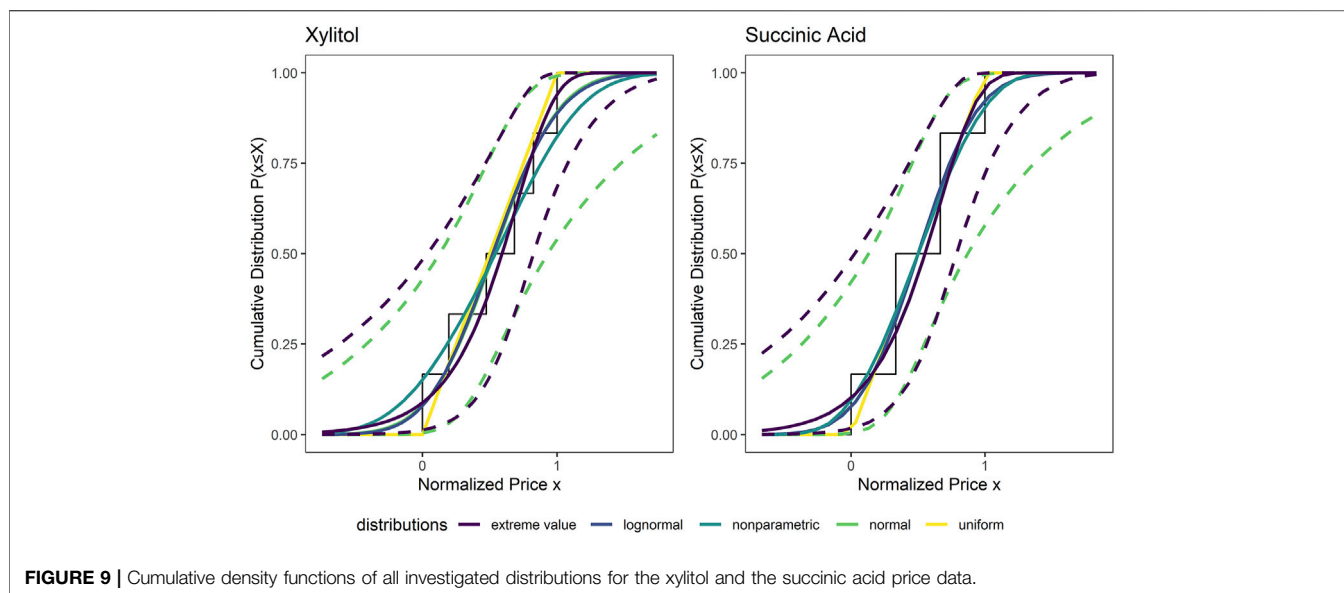 Xylitol
1.00
0.75
0.50
0.25
0.00
Cumulative Distribution P(x≤X)
0
1
Normalized Price x
Succinic Acid
1.00
0.75
0.50
0.25
0.00
Cumulative Distribution P(x≤X)
0
1
Normalized Price x
distributions extreme value lognormal nonparametric normal uniform
FIGURE 9 | Cumulative density functions of all investigated distributions for the xylitol and the succinic acid price data.